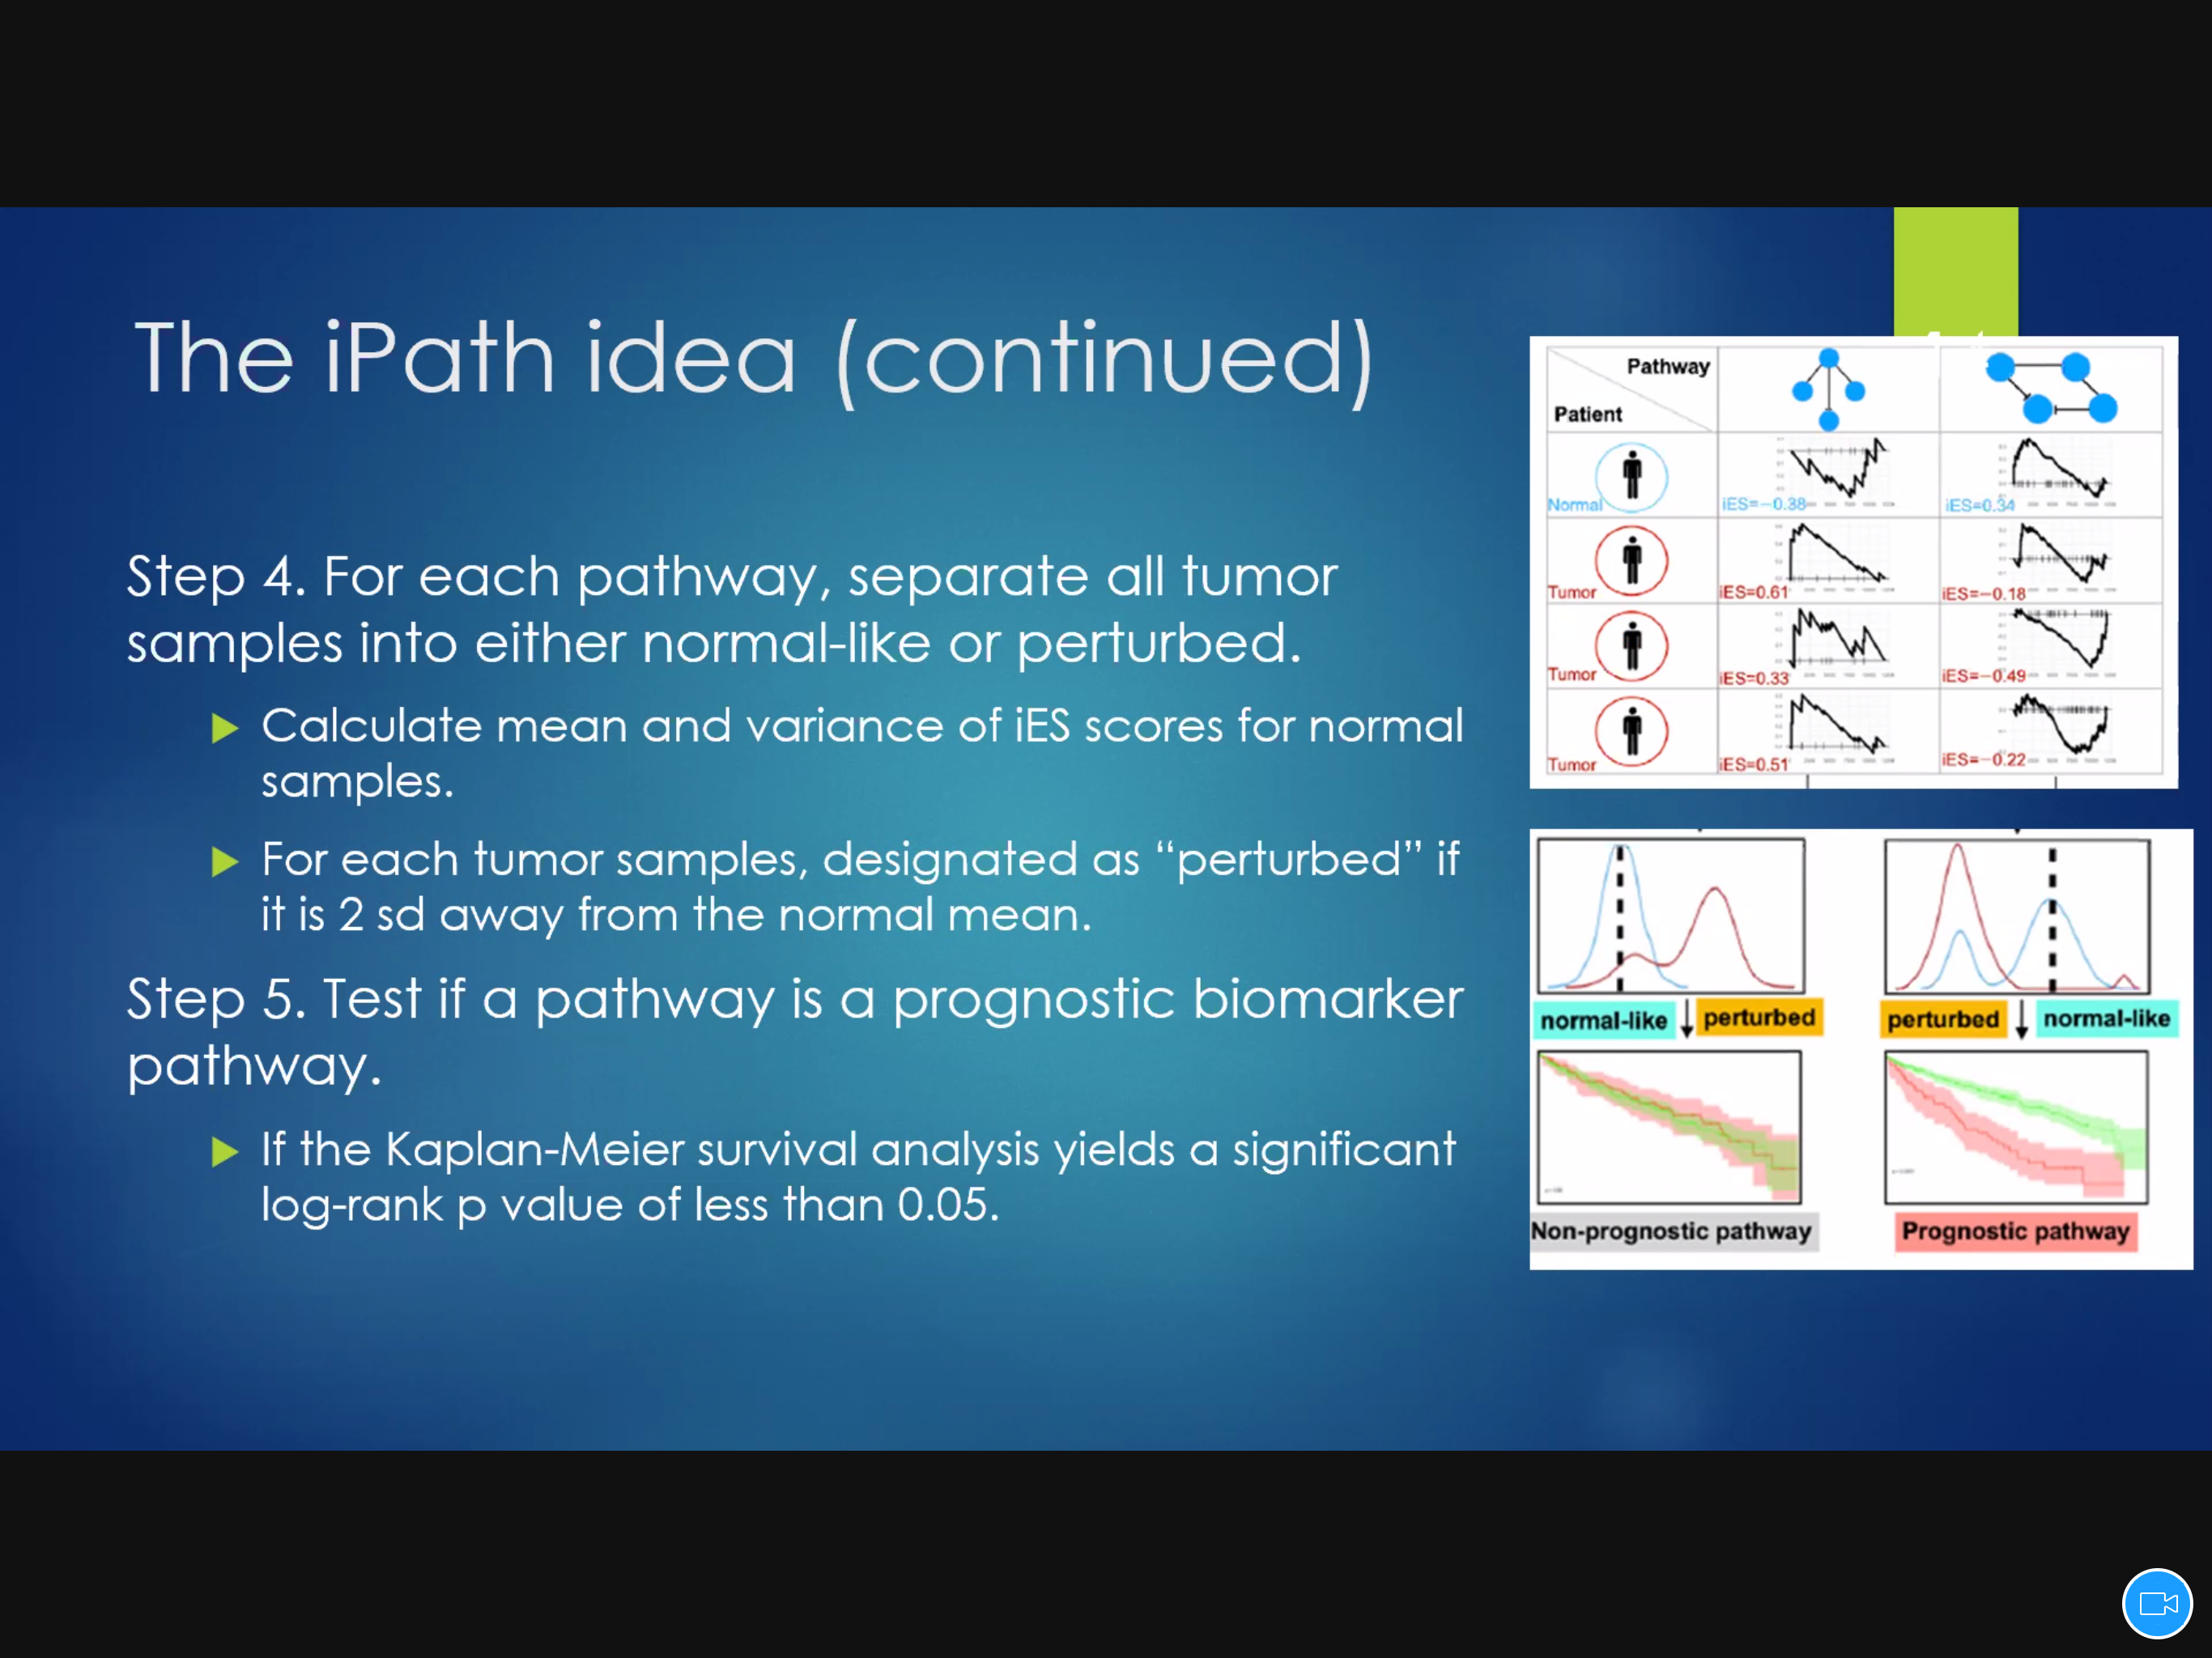 The iPath idea (continued)
Step 4. For each pathway, separate all tumor
samples into either normal-like or perturbed.
Calculate mean and variance of iES scores for normal
samples.
For each tumor samples, designated as “perturbed” if
it is 2 sd away from the normal mean.
Step 5. Test if a pathway is a prognostic biomarker
pathway.
If the Kaplan-Meier survival analysis yields a significant
log-rank p value of less than 0.05.
Pathway
Patient
Normal iES=-0.38 iES=0.34
Tumor iES=0.61 iES=-0.18
Tumor iES=0.33 iES=-0.49
Tumor iES=0.51 iES=-0.22
normal-like perturbed perturbed normal-like
Non-prognostic pathway Prognostic pathway